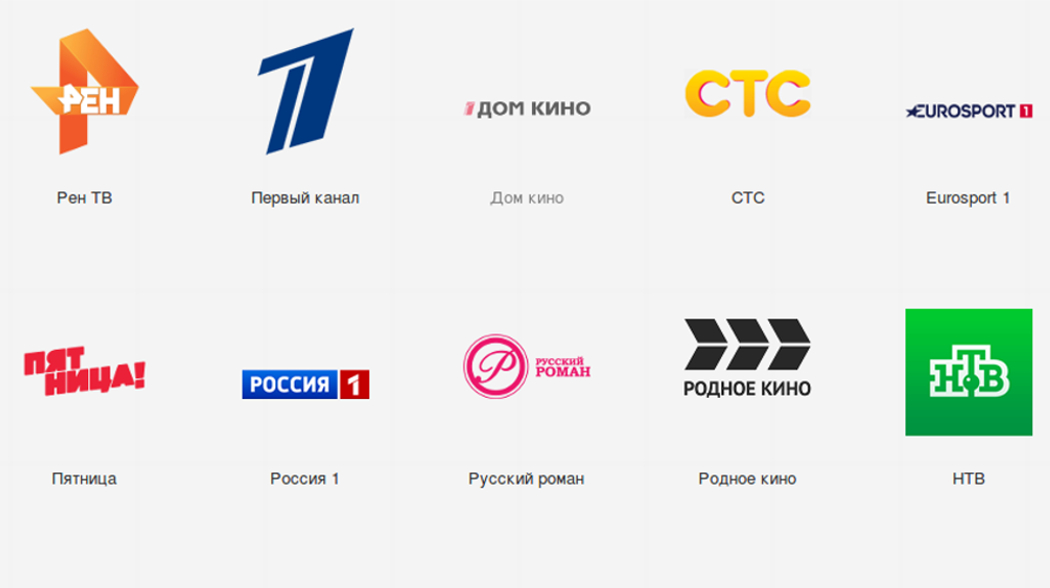 РЕН
ДОМ КИНО
СТС
EUROSPORT 1
Рен ТВ
Первый канал
Дом кино
СТС
Eurosport 1
ПЯТ
НИЦА!
РОССИЯ 1
РУССКИЙ
РОМАН
РОДНОЕ КИНО
НТВ
Пятница
Россия 1
Русский роман
Родное кино
НТВ